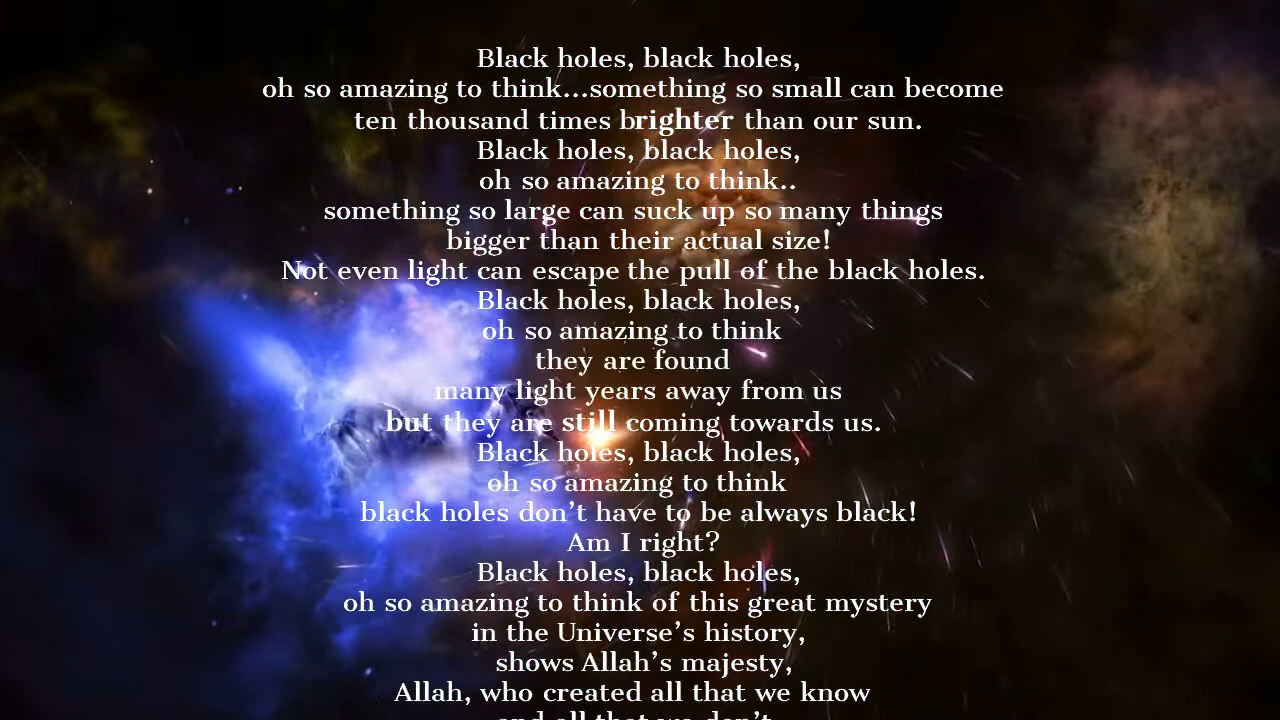 Black holes, black holes,
oh so amazing to think...something so small can become
ten thousand times brighter than our sun.
Black holes, black holes,
oh so amazing to think..
something so large can suck up so many things
bigger than their actual size!
Not even light can escape the pull of the black holes.
Black holes, black holes,
oh so amazing to think
they are found
many light years away from us
but they are still coming towards us.
Black holes, black holes,
oh so amazing to think
black holes don’t have to be always black!
Am I right?
Black holes, black holes,
oh so amazing to think of this great mystery
in the Universe’s history,
shows Allah’s majesty,
Allah, who created all that we know
and all that we don’t